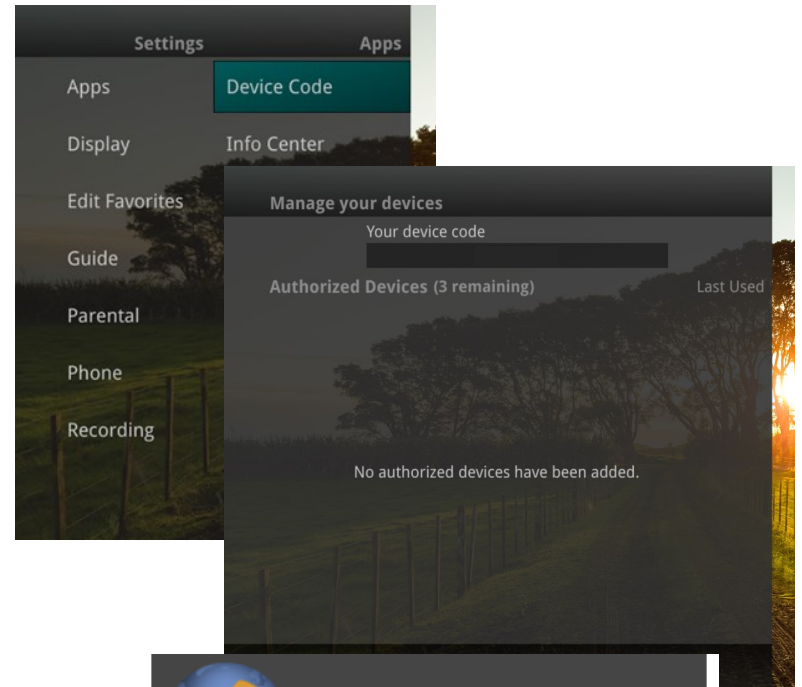 Settings Apps
Apps Device Code
Display Info Center
Edit Favorites
Guide
Parental
Phone
Recording
Manage your devices
Your device code
Authorized Devices (3 remaining) Last Used
No authorized devices have been added.